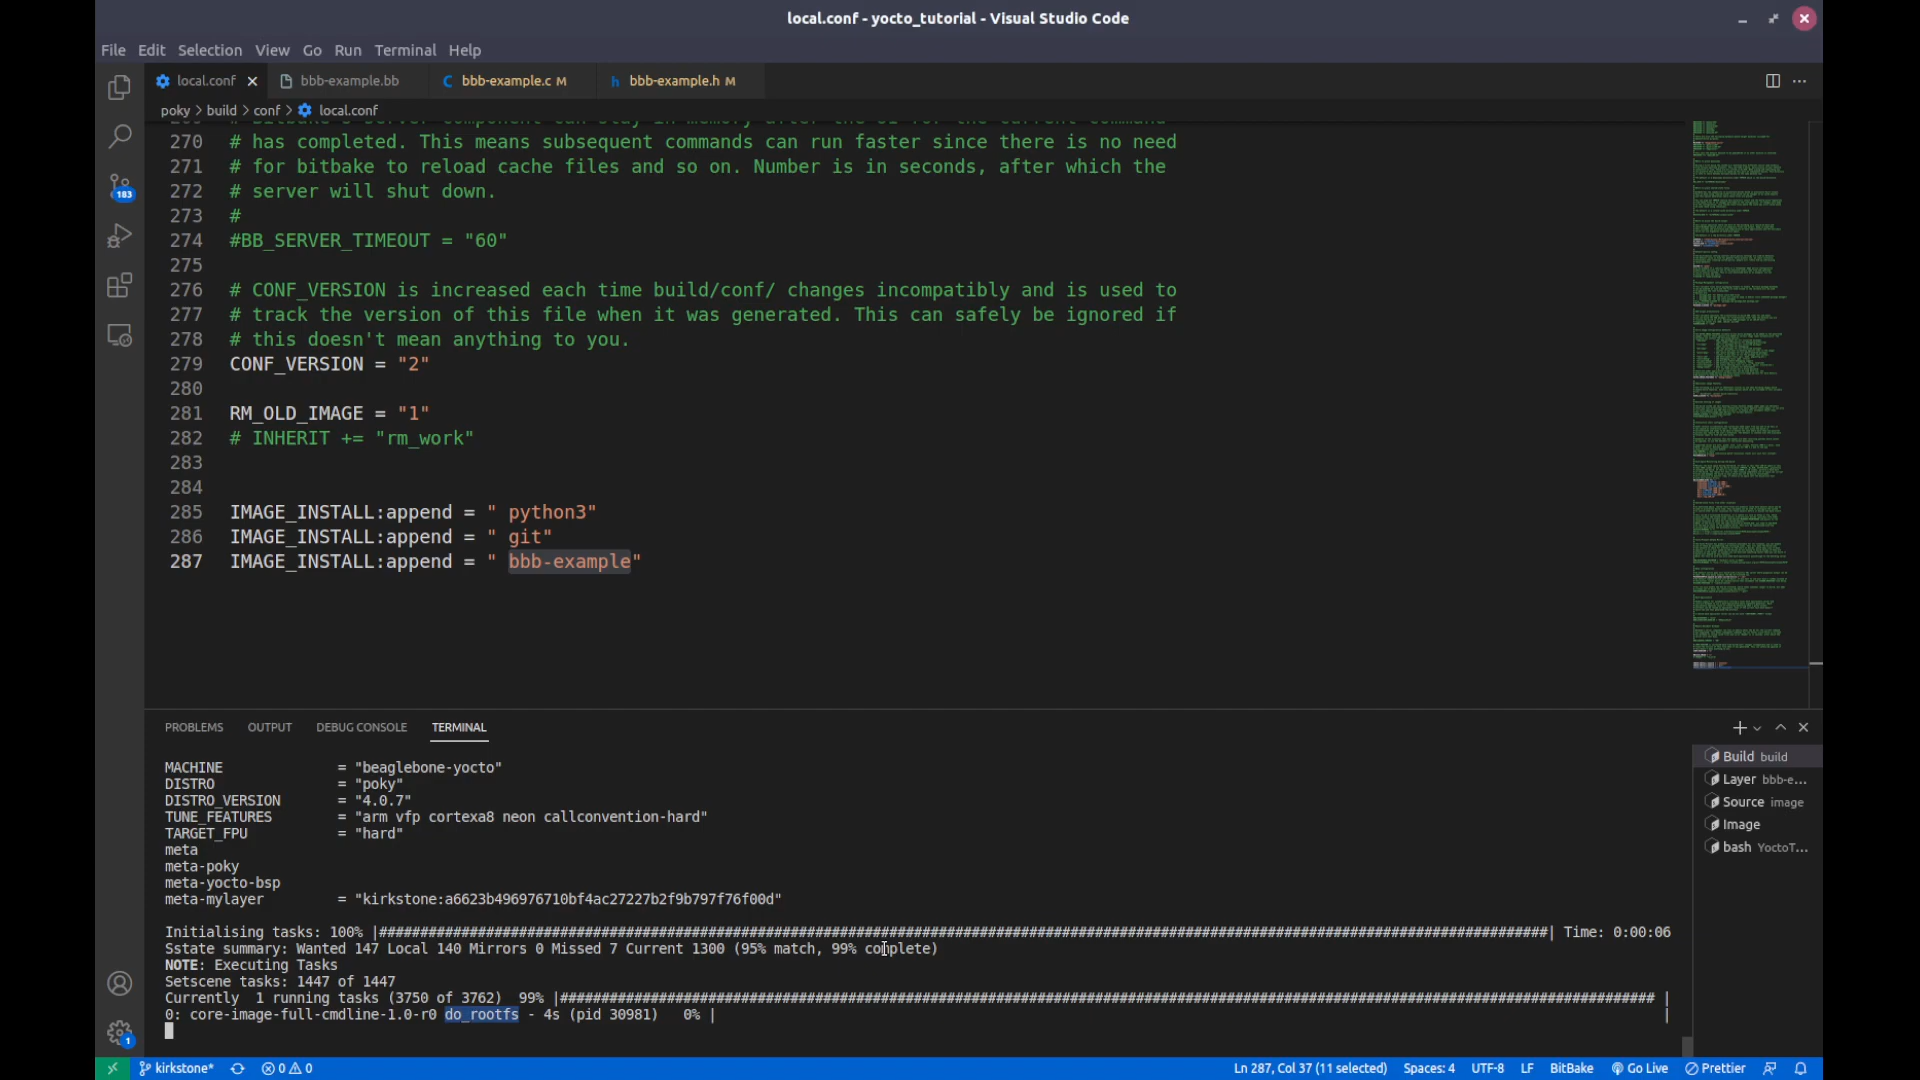 local.conf - yocto_tutorial - Visual Studio Code
File Edit Selection View Go Run Terminal Help
local.conf bbb-example.bb bbb-example.c M bbb-example.h M
poky > build > conf > local.conf
270 # has completed. This means subsequent commands can run faster since there is no need
271 # for bitbake to reload cache files and so on. Number is in seconds, after which the
272 # server will shut down.
273 #
274 #BB_SERVER_TIMEOUT = "60"
275
276 # CONF_VERSION is increased each time build/conf/ changes incompatibly and is used to
277 # track the version of this file when it was generated. This can safely be ignored if
278 # this doesn't mean anything to you.
279 CONF_VERSION = "2"
280
281 RM_OLD_IMAGE = "1"
282 # INHERIT += "rm_work"
283
284
285 IMAGE_INSTALL:append = " python3"
286 IMAGE_INSTALL:append = " git"
287 IMAGE_INSTALL:append = " bbb-example"
183
PROBLEMS OUTPUT DEBUG CONSOLE TERMINAL
MACHINE = "beaglebone-yocto"
DISTRO = "poky"
DISTRO_VERSION = "4.0.7"
TUNE_FEATURES = "arm vfp cortexa8 neon callconvention-hard"
TARGET_FPU = "hard"
meta
meta-poky
meta-yocto-bsp
meta-mylayer = "kirkstone:a6623b496976710bf4ac27227b2f9b797f76f00d"
Initialising tasks: 100% | Time: 0:00:06
Sstate summary: Wanted 147 Local 140 Mirrors 0 Missed 7 Current 1300 (95% match, 99% complete)
NOTE: Executing Tasks
Setscene tasks: 1447 of 1447
Currently 1 running tasks (3750 of 3762) 99% |
0: core-image-full-cmdline-1.0-r0 do_rootfs - 4s (pid 30981) 0% |
Build build
Layer bbb-e...
Source image
Image
bash YoctoT...
1
kirkstone* 0 0 Ln 287, Col 37 (11 selected) Spaces: 4 UTF-8 LF BitBake Go Live Prettier